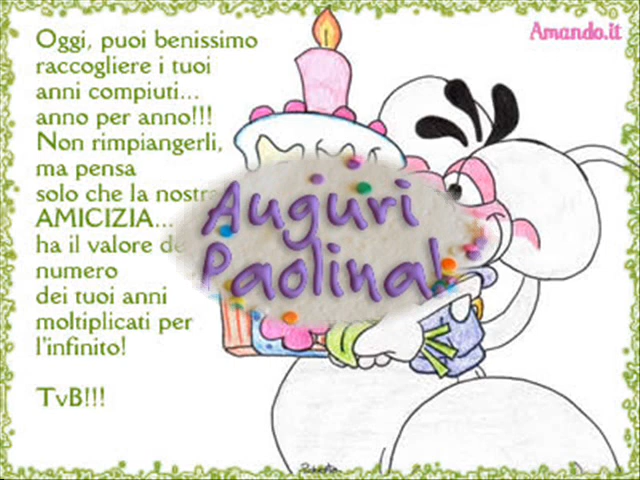 Amando.it
Oggi, puoi benissimo
raccogliere i tuoi
anni compiuti...
anno per anno!!!
Non rimpiangerli,
ma pensa
solo che la nostra
AMICIZIA...
ha il valore de
numero
dei tuoi anni
moltiplicati per
l'infinito!
TvB!!!
Auguri
Paolina!